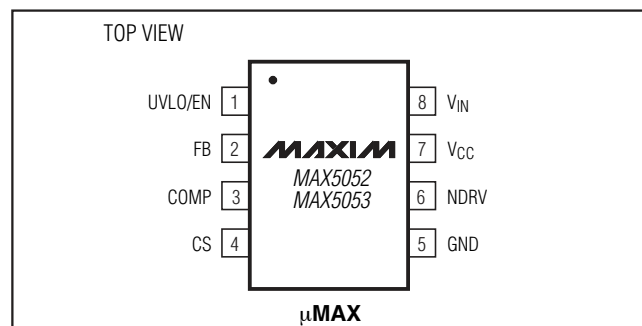 TOP VIEW
UVLO/EN 1
8 VIN
FB 2
MAXIM
7 VCC
MAX5052
COMP 3
MAX5053
6 NDRV
CS 4
5 GND
µMAX